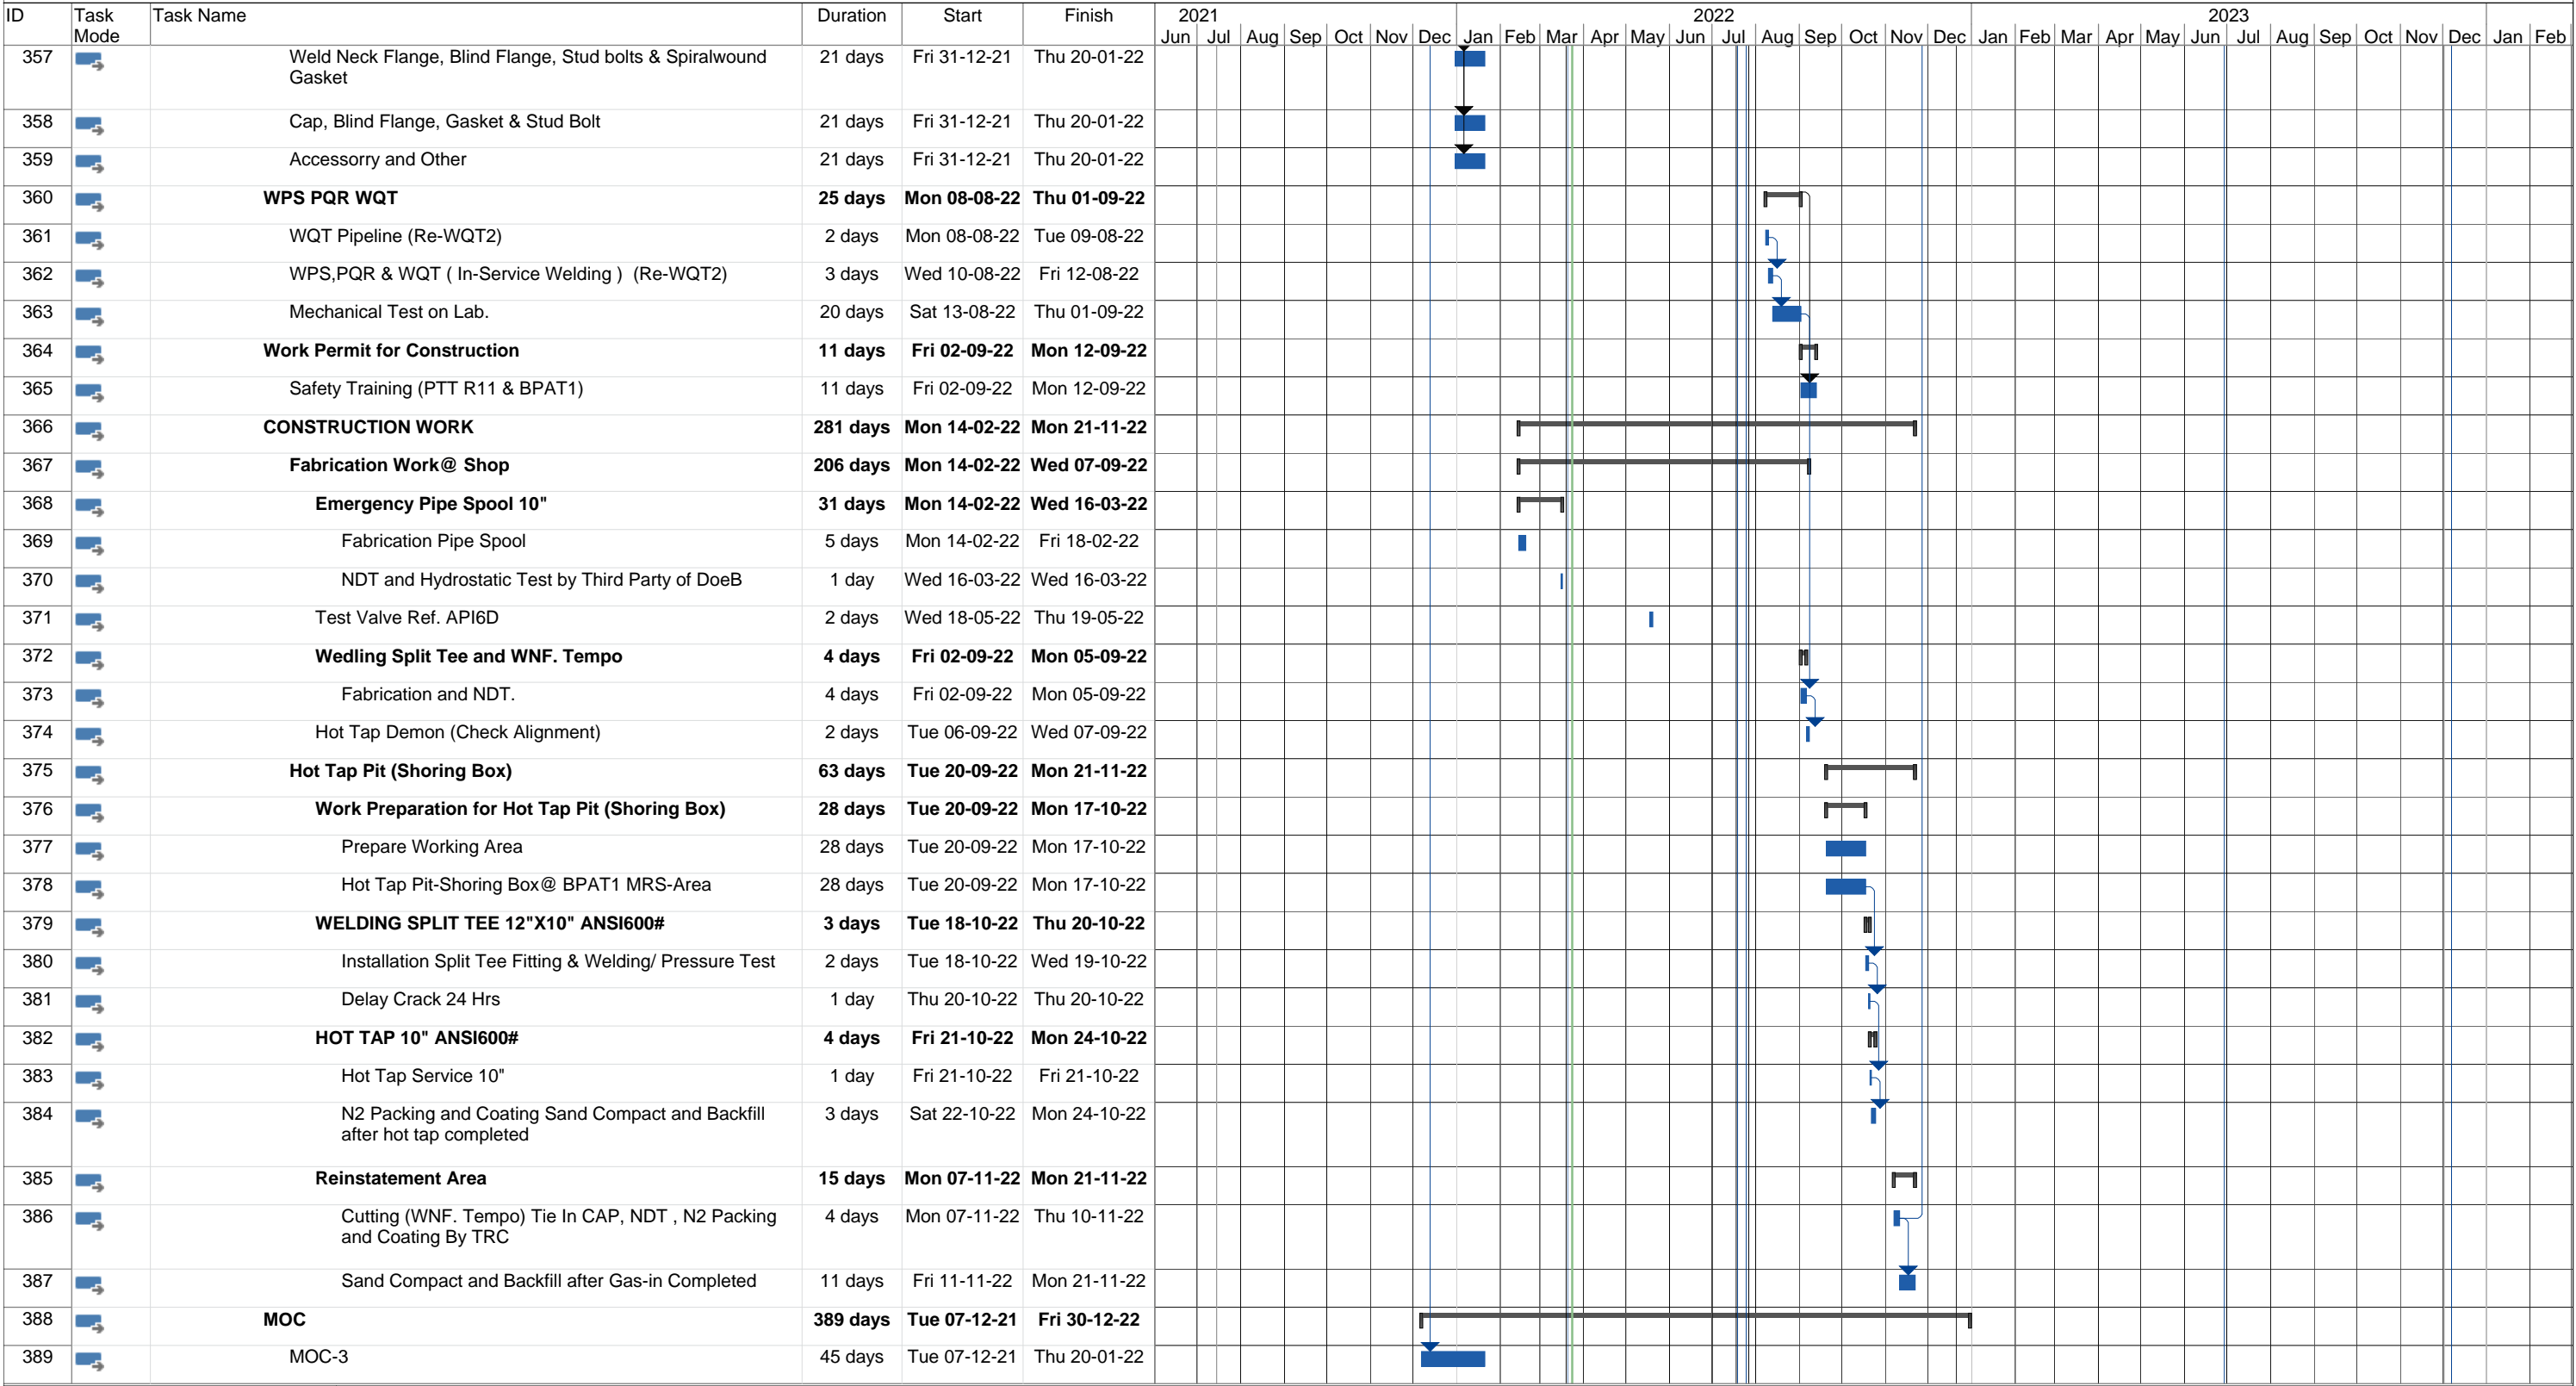 ID Task Mode Task Name Duration Start Finish 2021 2022 2023
Jun Jul Aug Sep Oct Nov Dec Jan Feb Mar Apr May Jun Jul Aug Sep Oct Nov Dec Jan Feb Mar Apr May Jun Jul Aug Sep Oct Nov Dec Jan Feb
357 Weld Neck Flange, Blind Flange, Stud bolts & Spiralwound 21 days Fri 31-12-21 Thu 20-01-22
Gasket
358 Cap, Blind Flange, Gasket & Stud Bolt 21 days Fri 31-12-21 Thu 20-01-22
359 Accessorry and Other 21 days Fri 31-12-21 Thu 20-01-22
360 WPS PQR WQT 25 days Mon 08-08-22 Thu 01-09-22
361 WQT Pipeline (Re-WQT2) 2 days Mon 08-08-22 Tue 09-08-22
362 WPS,PQR & WQT ( In-Service Welding ) (Re-WQT2) 3 days Wed 10-08-22 Fri 12-08-22
363 Mechanical Test on Lab. 20 days Sat 13-08-22 Thu 01-09-22
364 Work Permit for Construction 11 days Fri 02-09-22 Mon 12-09-22
365 Safety Training (PTT R11 & BPAT1) 11 days Fri 02-09-22 Mon 12-09-22
366 CONSTRUCTION WORK 281 days Mon 14-02-22 Mon 21-11-22
367 Fabrication Work@ Shop 206 days Mon 14-02-22 Wed 07-09-22
368 Emergency Pipe Spool 10" 31 days Mon 14-02-22 Wed 16-03-22
369 Fabrication Pipe Spool 5 days Mon 14-02-22 Fri 18-02-22
370 NDT and Hydrostatic Test by Third Party of DoeB 1 day Wed 16-03-22 Wed 16-03-22
371 Test Valve Ref. API6D 2 days Wed 18-05-22 Thu 19-05-22
372 Wedling Split Tee and WNF. Tempo 4 days Fri 02-09-22 Mon 05-09-22
373 Fabrication and NDT. 4 days Fri 02-09-22 Mon 05-09-22
374 Hot Tap Demon (Check Alignment) 2 days Tue 06-09-22 Wed 07-09-22
375 Hot Tap Pit (Shoring Box) 63 days Tue 20-09-22 Mon 21-11-22
376 Work Preparation for Hot Tap Pit (Shoring Box) 28 days Tue 20-09-22 Mon 17-10-22
377 Prepare Working Area 28 days Tue 20-09-22 Mon 17-10-22
378 Hot Tap Pit-Shoring Box@ BPAT1 MRS-Area 28 days Tue 20-09-22 Mon 17-10-22
379 WELDING SPLIT TEE 12"X10" ANSI600# 3 days Tue 18-10-22 Thu 20-10-22
380 Installation Split Tee Fitting & Welding/ Pressure Test 2 days Tue 18-10-22 Wed 19-10-22
381 Delay Crack 24 Hrs 1 day Thu 20-10-22 Thu 20-10-22
382 HOT TAP 10" ANSI600# 4 days Fri 21-10-22 Mon 24-10-22
383 Hot Tap Service 10" 1 day Fri 21-10-22 Fri 21-10-22
384 N2 Packing and Coating Sand Compact and Backfill 3 days Sat 22-10-22 Mon 24-10-22
after hot tap completed
385 Reinstatement Area 15 days Mon 07-11-22 Mon 21-11-22
386 Cutting (WNF. Tempo) Tie In CAP, NDT , N2 Packing 4 days Mon 07-11-22 Thu 10-11-22
and Coating By TRC
387 Sand Compact and Backfill after Gas-in Completed 11 days Fri 11-11-22 Mon 21-11-22
388 MOC 389 days Tue 07-12-21 Fri 30-12-22
389 MOC-3 45 days Tue 07-12-21 Thu 20-01-22